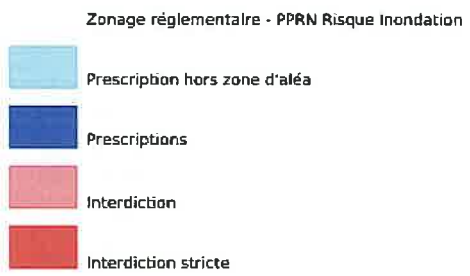 Zonage réglementaire - PPRN Risque Inondation
Prescription hors zone d'aléa
Prescriptions
Interdiction
Interdiction stricte